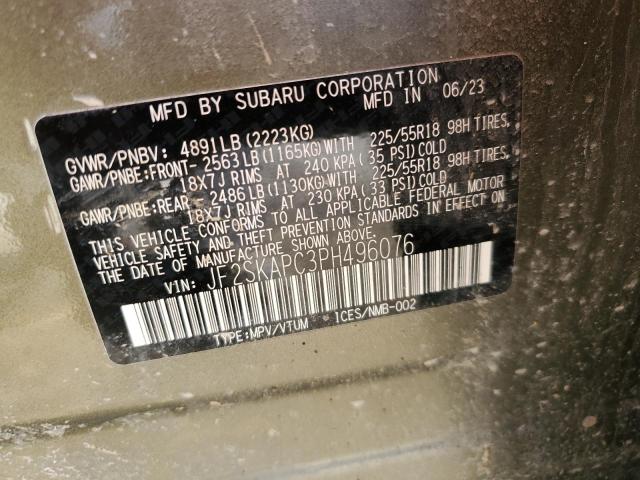 MFD BY SUBARU CORPORATION
MFD IN 06/23
GVWR/PNBV: 4891LB (2223KG)
GAWR/PNBE:FRONT- 2563LB (1165KG)WITH 225/55R18 98H TIRES,
18X7J RIMS AT 240 KPA (35 PSI)COLD
GAWR/PNBE:REAR - 2486LB (1130KG)WITH 225/55R18 98H TIRES,
18X7J RIMS AT 230 KPA (33 PSI)COLD
THIS VEHICLE CONFORMS TO ALL APPLICABLE FEDERAL MOTOR
VEHICLE SAFETY AND THEFT PREVENTION STANDARDS IN EFFECT ON
THE DATE OF MANUFACTURE SHOWN ABOVE.
VIN: JF2SKAPC3PH496076
TYPE:MPV/VTUM ICES/NMB-002